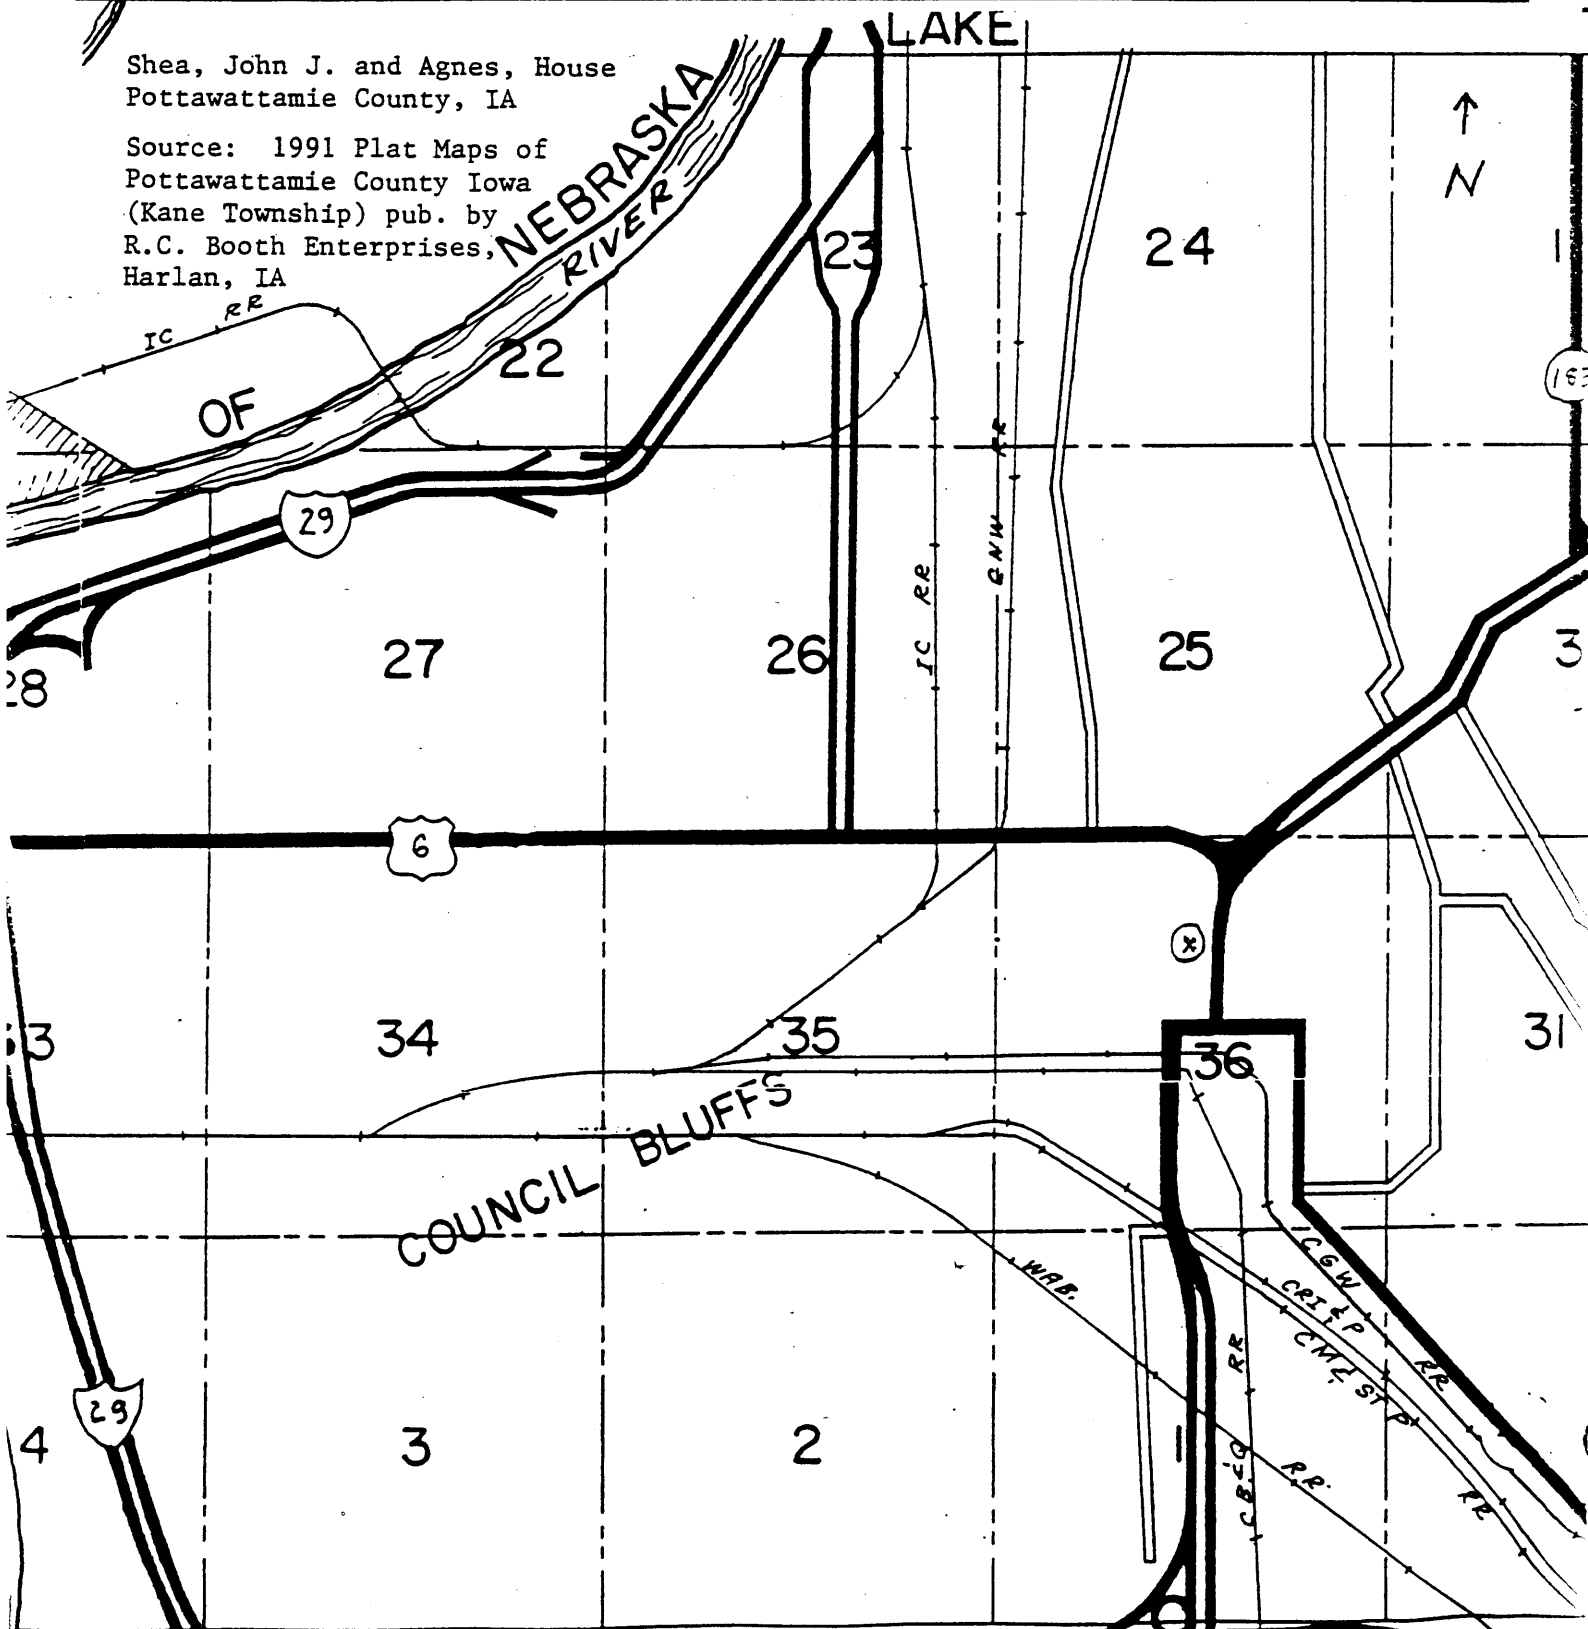 LAKE
Shea, John J. and Agnes, House
Pottawattamie County, IA
Source: 1991 Plat Maps of
Pottawattamie County Iowa
(Kane Township) pub. by
R.C. Booth Enterprises,
Harlan, IA
NEBRASKA
RIVER
N
23
24
IC RR
22
183
OF
29
RR
CNW
IC RR
27
26
25
28
6
x
34
35
36
31
COUNCIL BLUFFS
WAB.
CGW
CRI & P
CM & ST P
RR
RR
29
4
3
2
1
CB & Q
RR.
RR